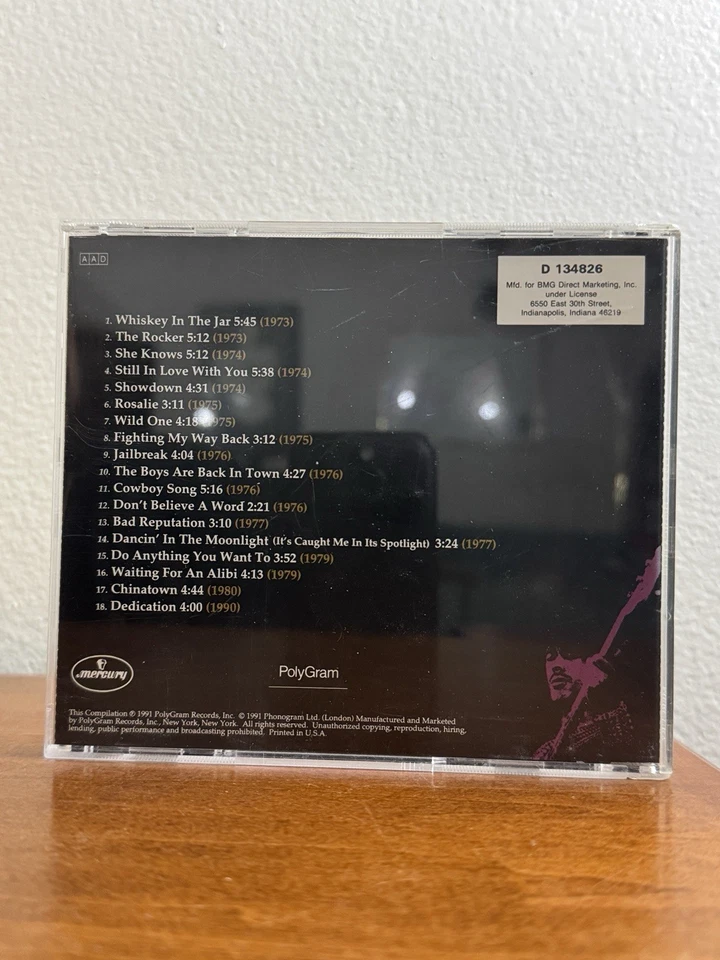 AAD
D 134826
Mfd. for BMG Direct Marketing, Inc.
under License
6550 East 30th Street,
Indianapolis, Indiana 46219
1. Whiskey In The Jar 5:45 (1973)
2. The Rocker 5:12 (1973)
3. She Knows 5:12 (1974)
4. Still In Love With You 5:38 (1974)
5. Showdown 4:31 (1974)
6. Rosalie 3:11 (1975)
7. Wild One 4:18 975)
8. Fighting My Way Back 3:12 (1975)
9. Jailbreak 4:04 (1976)
10. The Boys Are Back In Town 4:27 (1976)
11. Cowboy Song 5:16 (1976)
12. Don't Believe A Word 2:21 (1976)
13. Bad Reputation 3:10 (1977)
14. Dancin' In The Moonlight (It's Caught Me In Its Spotlight) 3:24 (1977)
15. Do Anything You Want To 3:52 (1979)
16. Waiting For An Alibi 4:13 (1979)
17. Chinatown 4:44 (1980)
18. Dedication 4:00 (1990)
mercury
PolyGram
This Compilation ℗ 1991 PolyGram Records, Inc. © 1991 Phonogram Ltd. (London) Manufactured and Marketed
by PolyGram Records, Inc., New York, New York. All rights reserved. Unauthorized copying, reproduction, hiring,
lending, public performance and broadcasting prohibited. Printed in U.S.A.